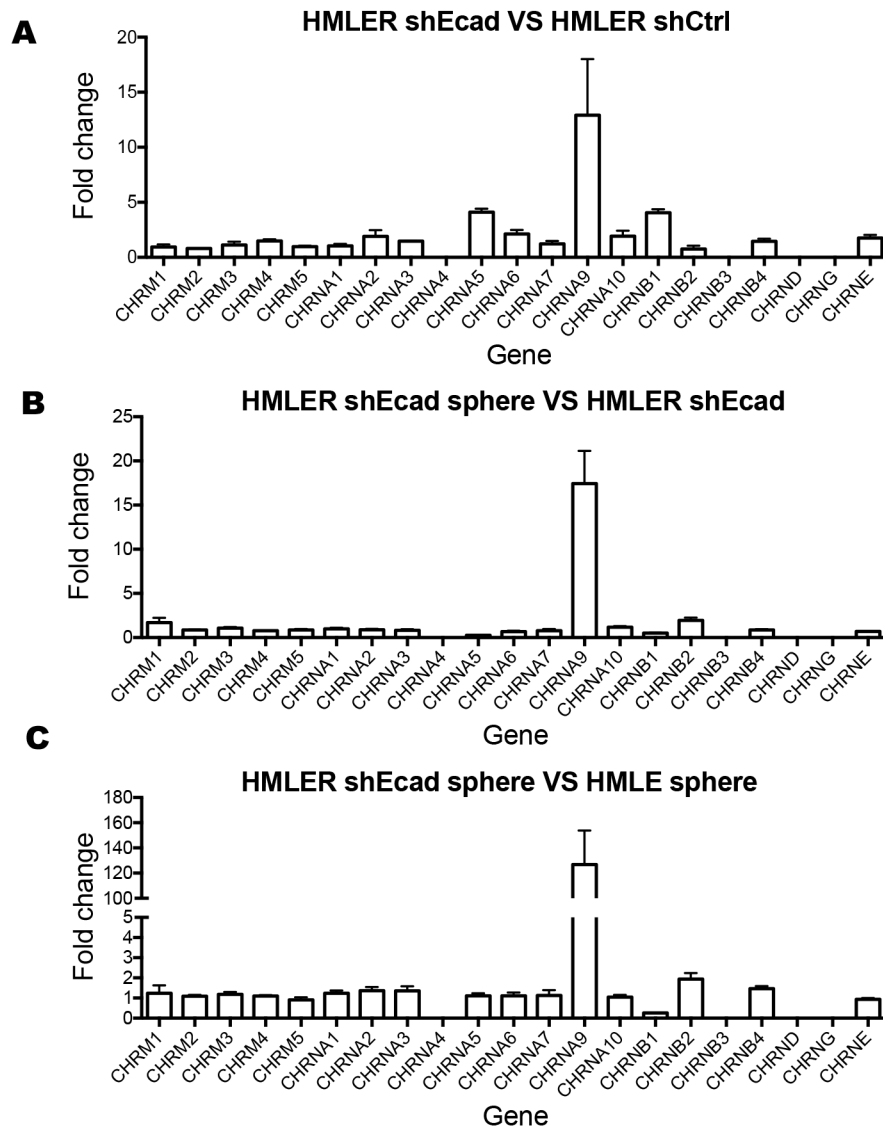 A
HMLER shEcad VS HMLER shCtrl
Fold change
20
15
10
5
0
CHRM1
CHRM2
CHRM3
CHRM4
CHRM5
CHRNA1
CHRNA2
CHRNA3
CHRNA4
CHRNA5
CHRNA6
CHRNA7
CHRNA9
CHRNA10
CHRNB1
CHRNB2
CHRNB3
CHRNB4
CHRND
CHRNG
CHRNE
Gene
B
HMLER shEcad sphere VS HMLER shEcad
Fold change
25
20
15
10
5
0
CHRM1
CHRM2
CHRM3
CHRM4
CHRM5
CHRNA1
CHRNA2
CHRNA3
CHRNA4
CHRNA5
CHRNA6
CHRNA7
CHRNA9
CHRNA10
CHRNB1
CHRNB2
CHRNB3
CHRNB4
CHRND
CHRNG
CHRNE
Gene
C
HMLER shEcad sphere VS HMLE sphere
Fold change
180
160
140
120
100
5
4
3
2
1
0
CHRM1
CHRM2
CHRM3
CHRM4
CHRM5
CHRNA1
CHRNA2
CHRNA3
CHRNA4
CHRNA5
CHRNA6
CHRNA7
CHRNA9
CHRNA10
CHRNB1
CHRNB2
CHRNB3
CHRNB4
CHRND
CHRNG
CHRNE
Gene